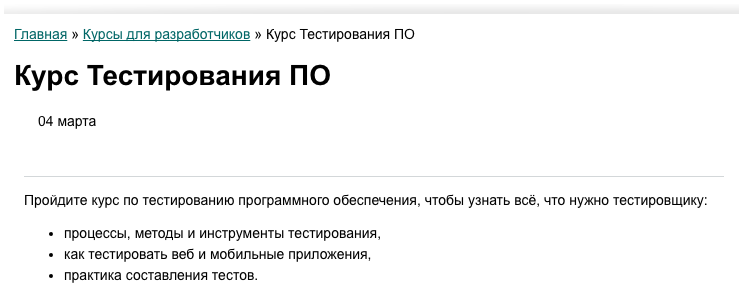 Главная » Курсы для разработчиков » Курс Тестирования ПО
Курс Тестирования ПО
04 марта
Пройдите курс по тестированию программного обеспечения, чтобы узнать всё, что нужно тестировщику:
• процессы, методы и инструменты тестирования,
• как тестировать веб и мобильные приложения,
• практика составления тестов.